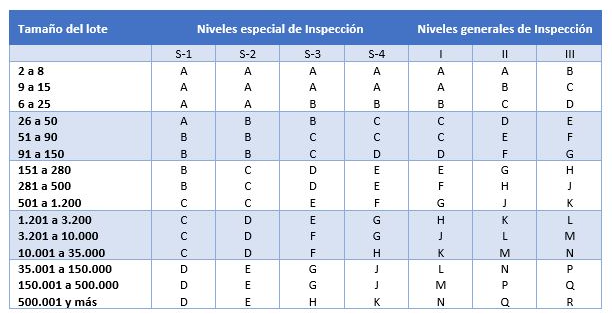 Tamaño del lote Niveles especial de Inspección Niveles generales de Inspección
S-1 S-2 S-3 S-4 I II III
2 a 8 A A A A A A B
9 a 15 A A A A A B C
6 a 25 A A B B B C D
26 a 50 A B B C C D E
51 a 90 B B C C C E F
91 a 150 B B C D D F G
151 a 280 B C D E E G H
281 a 500 B C D E F H J
501 a 1.200 C C E F G J K
1.201 a 3.200 C D E G H K L
3.201 a 10.000 C D F G J L M
10.001 a 35.000 C D F H K M N
35.001 a 150.000 D E G J L N P
150.001 a 500.000 D E G J M P Q
500.001 y más D E H K N Q R